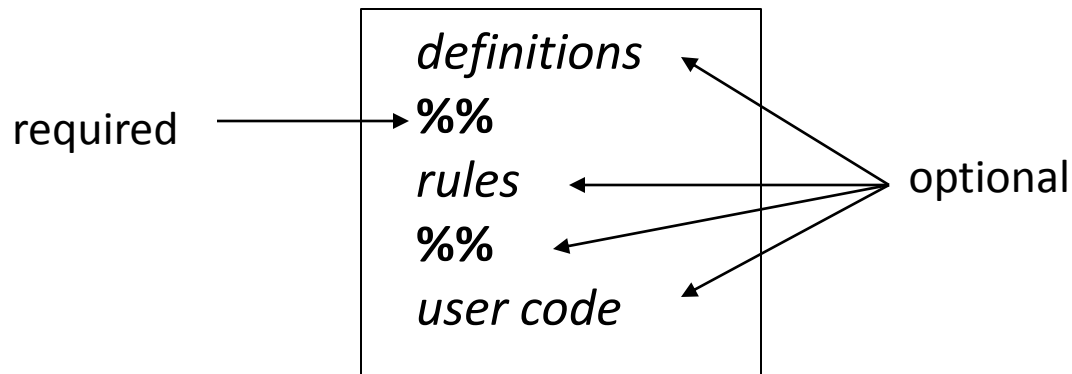 definitions
required
%%
rules
optional
%%
user code